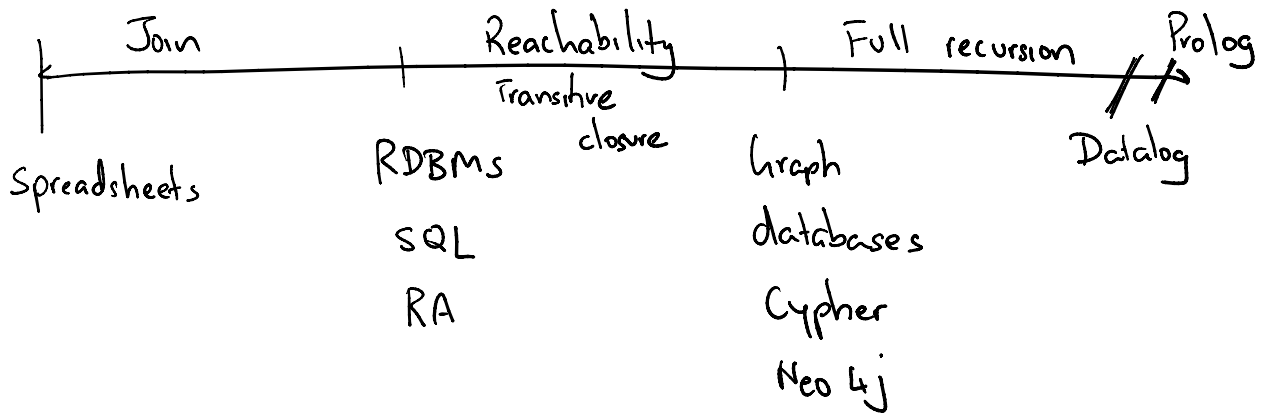 Join
Reachability
Full recursion
Prolog
Transitive
closure
Spreadsheets
RDBMS
SQL
RA
Graph
databases
Cypher
Neo 4j
Datalog